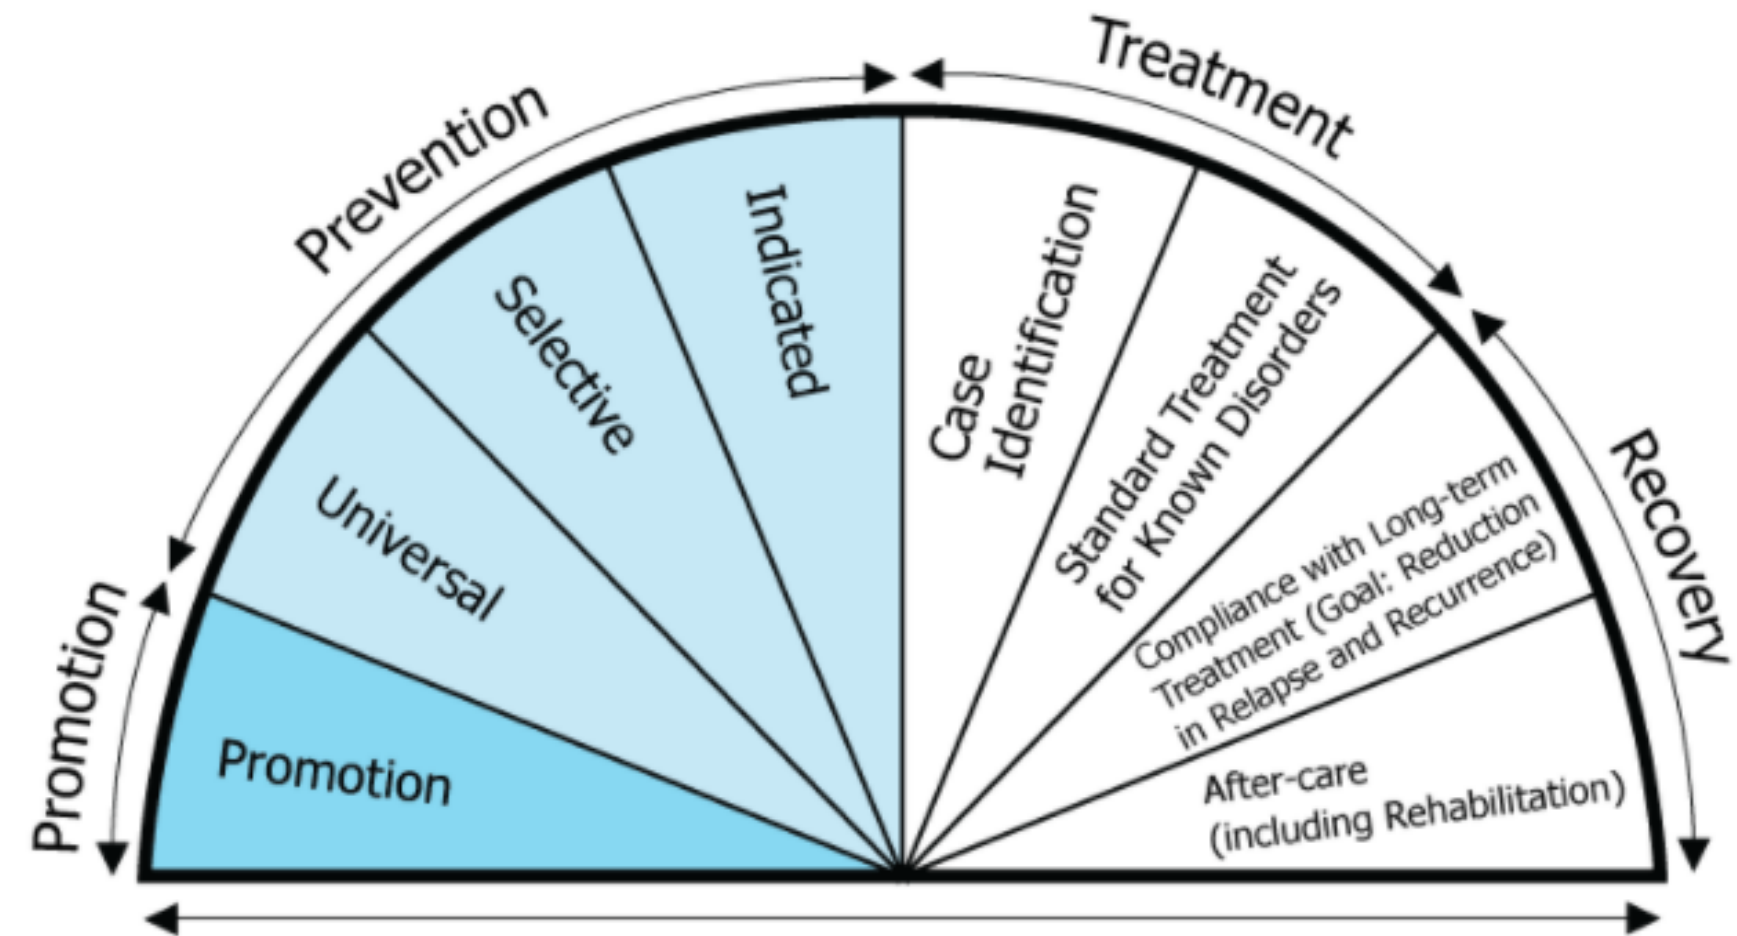 Promotion
Prevention
Treatment
Recovery
Promotion
Universal
Selective
Indicated
Case
Identification
Standard Treatment
for Known Disorders
Compliance with Long-term
Treatment (Goal: Reduction
in Relapse and Recurrence)
After-care
(including Rehabilitation)